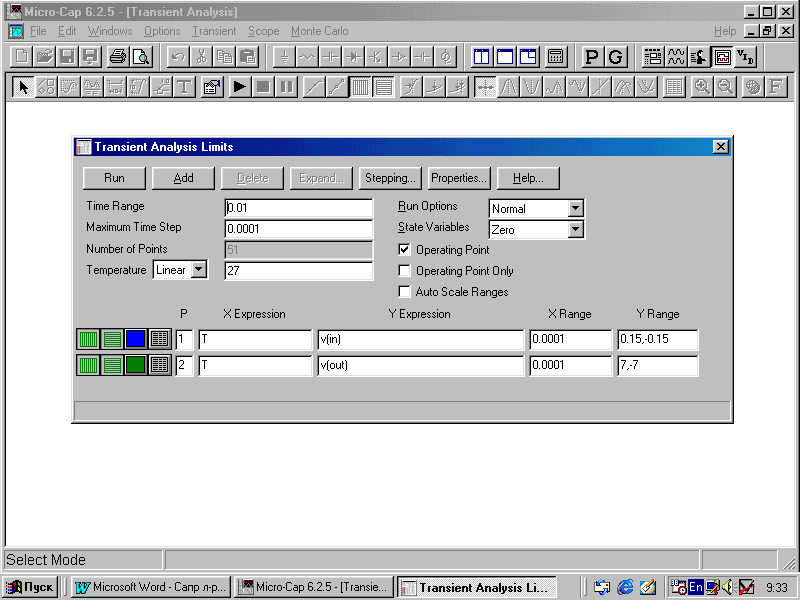 Micro-Cap 6.2.5 - [Transient Analysis]
File Edit Windows Options Transient Scope Monte Carlo Help
T P G F
Transient Analysis Limits
Run Add Delete Expand... Stepping... Properties... Help...
Time Range 0.01 Run Options Normal
Maximum Time Step 0.0001 State Variables Zero
Number of Points 51 Operating Point
Temperature Linear 27 Operating Point Only
Auto Scale Ranges
P X Expression Y Expression X Range Y Range
1 T v(in) 0.0001 0.15,-0.15
2 T v(out) 0.0001 7,-7
Select Mode
Пуск Microsoft Word - Сапр л-р... Micro-Cap 6.2.5 - [Transie... Transient Analysis Li... En 9:33